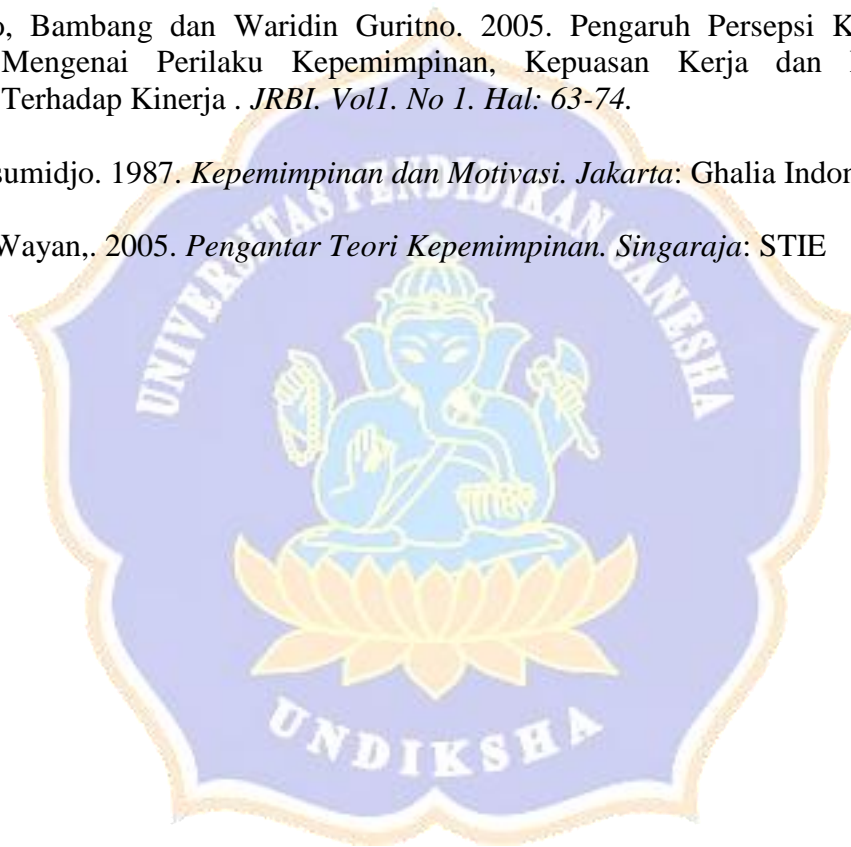 o, Bambang dan Waridin Guritno. 2005. Pengaruh Persepsi K
Mengenai Perilaku Kepemimpinan, Kepuasan Kerja dan
Terhadap Kinerja . JRBI. Vol1. No 1. Hal: 63-74.
sumidjo. 1987. Kepemimpinan dan Motivasi. Jakarta: Ghalia Indon
Wayan,. 2005. Pengantar Teori Kepemimpinan. Singaraja: STIE
UNIVERSITAS PENDIDIKAN GANESHA
UNDIKSHA